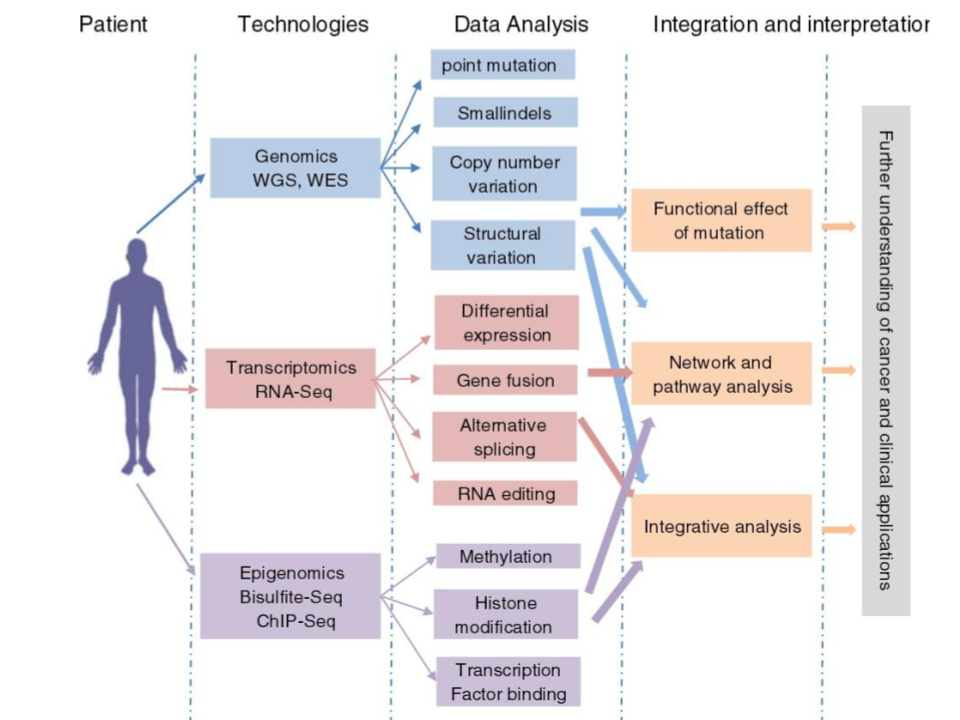 Patient
Technologies
Data Analysis
Integration and interpretation
point mutation
Smallindels
Genomics
WGS, WES
Copy number
variation
Structural
variation
Functional effect
of mutation
Differential
expression
Transcriptomics
RNA-Seq
Gene fusion
Network and
pathway analysis
Alternative
splicing
RNA editing
Integrative analysis
Epigenomics
Bisulfite-Seq
ChIP-Seq
Methylation
Histone
modification
Transcription
Factor binding
Further understanding of cancer and clinical applications